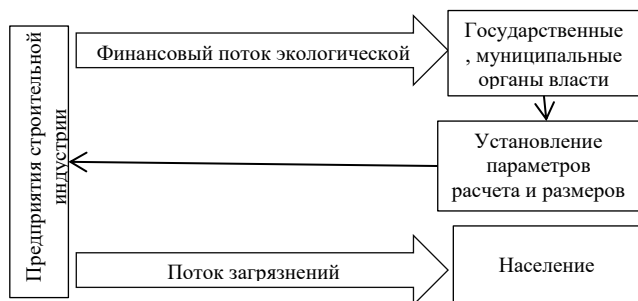 Предприятия строительной
индустрии
Финансовый поток экологической
Государственные
, муниципальные
органы власти
Установление
параметров
расчета и размеров
Поток загрязнений
Население